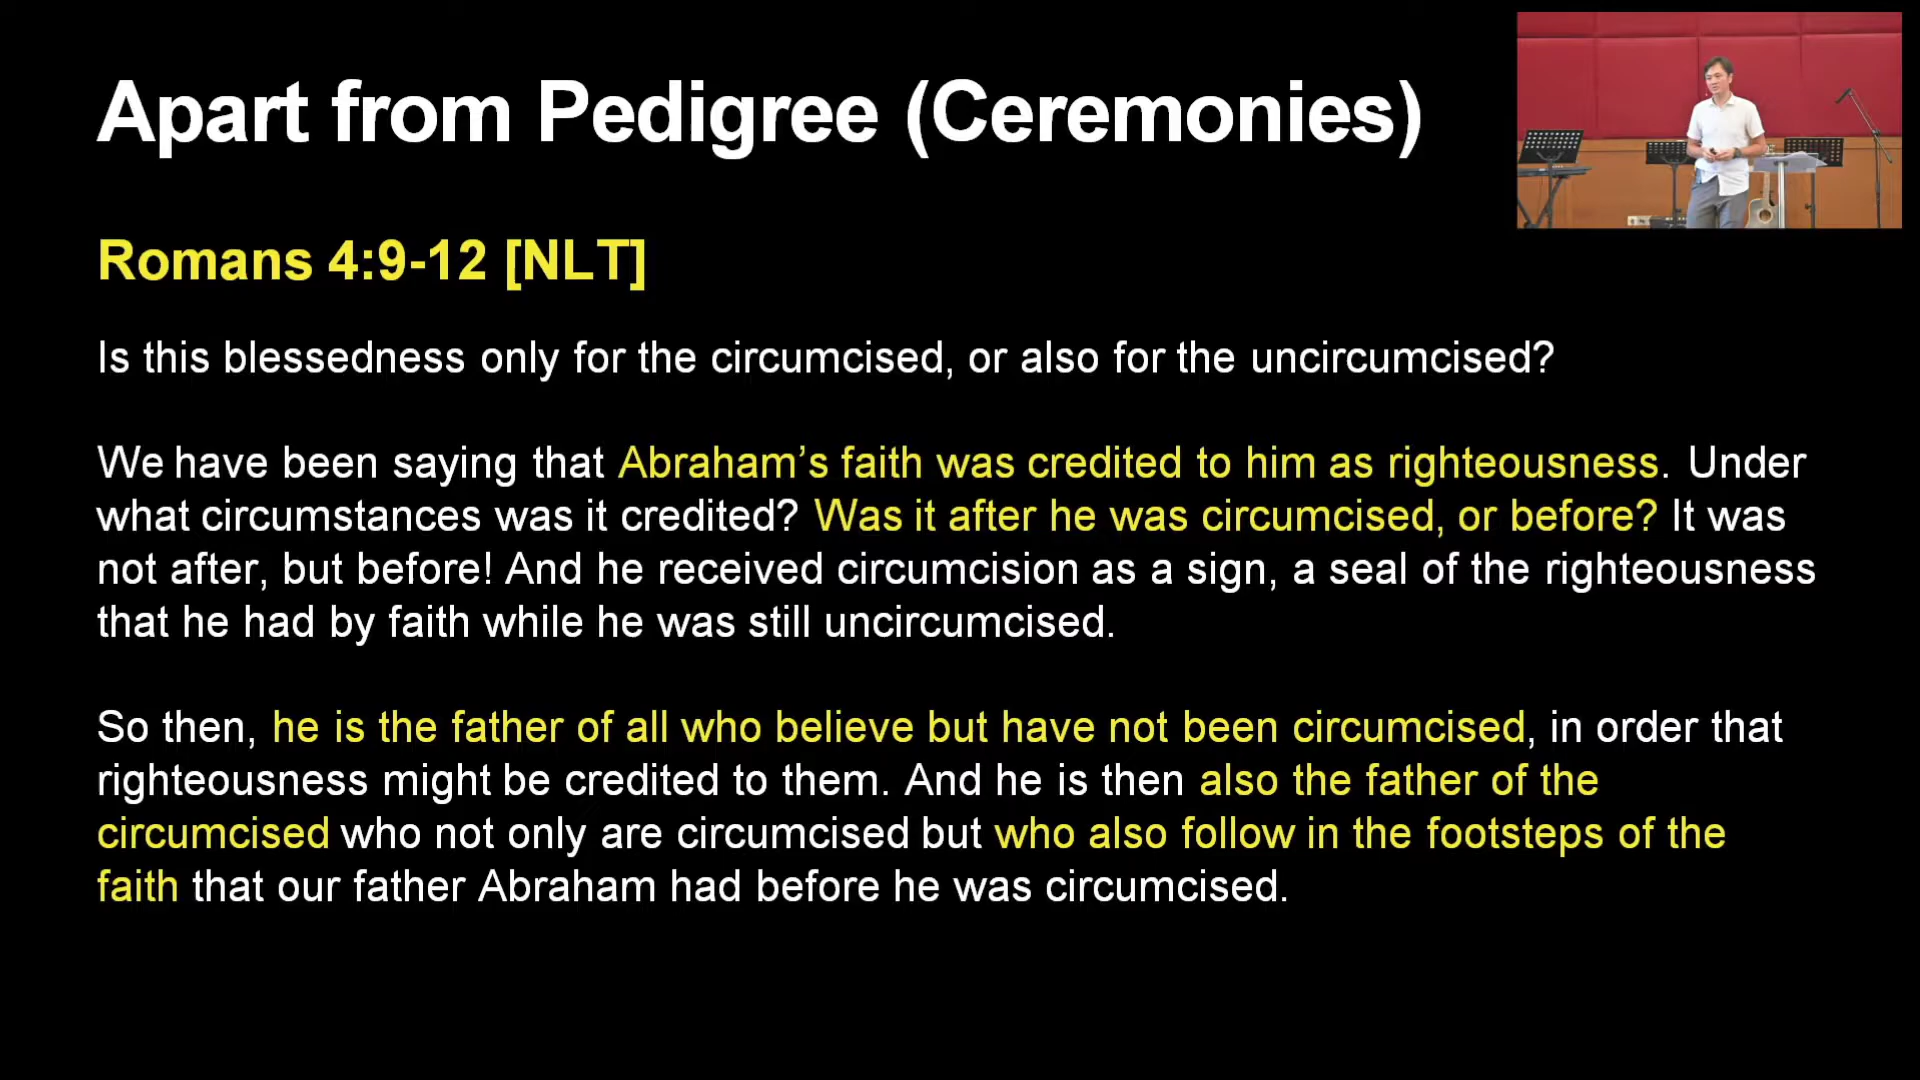 Apart from Pedigree (Ceremonies)
Romans 4:9-12 [NLT]
Is this blessedness only for the circumcised, or also for the uncircumcised?
We have been saying that Abraham’s faith was credited to him as righteousness. Under
what circumstances was it credited? Was it after he was circumcised, or before? It was
not after, but before! And he received circumcision as a sign, a seal of the righteousness
that he had by faith while he was still uncircumcised.
So then, he is the father of all who believe but have not been circumcised, in order that
righteousness might be credited to them. And he is then also the father of the
circumcised who not only are circumcised but who also follow in the footsteps of the
faith that our father Abraham had before he was circumcised.